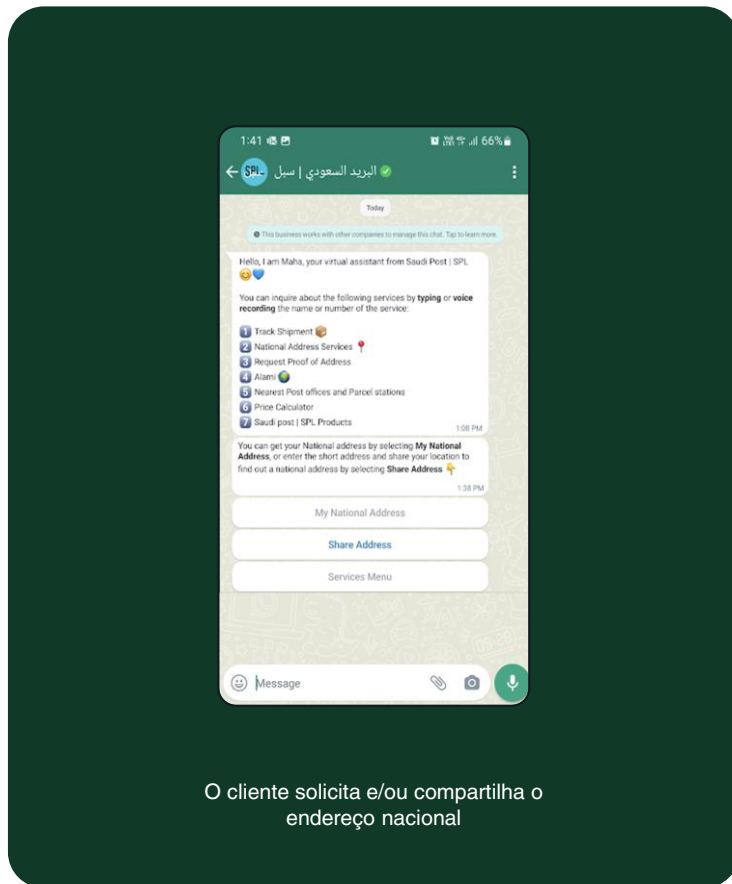 1:41 66%
SPL سبل البريد السعودي | سبل
Today
This business works with other companies to manage this chat. Tap to learn more.
Hello, I am Maha, your virtual assistant from Saudi Post | SPL
😊💙
You can inquire about the following services by typing or voice
recording the name or number of the service:
1 Track Shipment 📦
2 National Address Services 📍
3 Request Proof of Address
4 Alami 🌍
5 Nearest Post offices and Parcel stations
6 Price Calculator
7 Saudi post | SPL Products
1:08 PM
You can get your National address by selecting My National
Address, or enter the short address and share your location to
find out a national address by selecting Share Address 👇
1:38 PM
My National Address
Share Address
Services Menu
Message
O cliente solicita e/ou compartilha o
endereço nacional